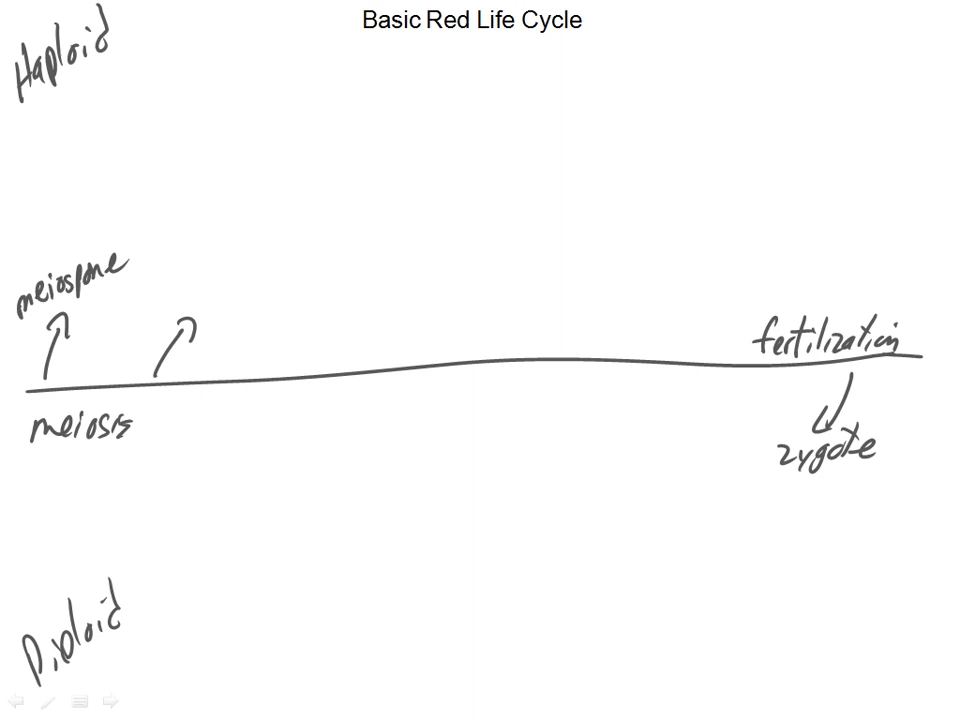 Basic Red Life Cycle
Haploid
meiospore
fertilization
meiosis
zygote
Diploid